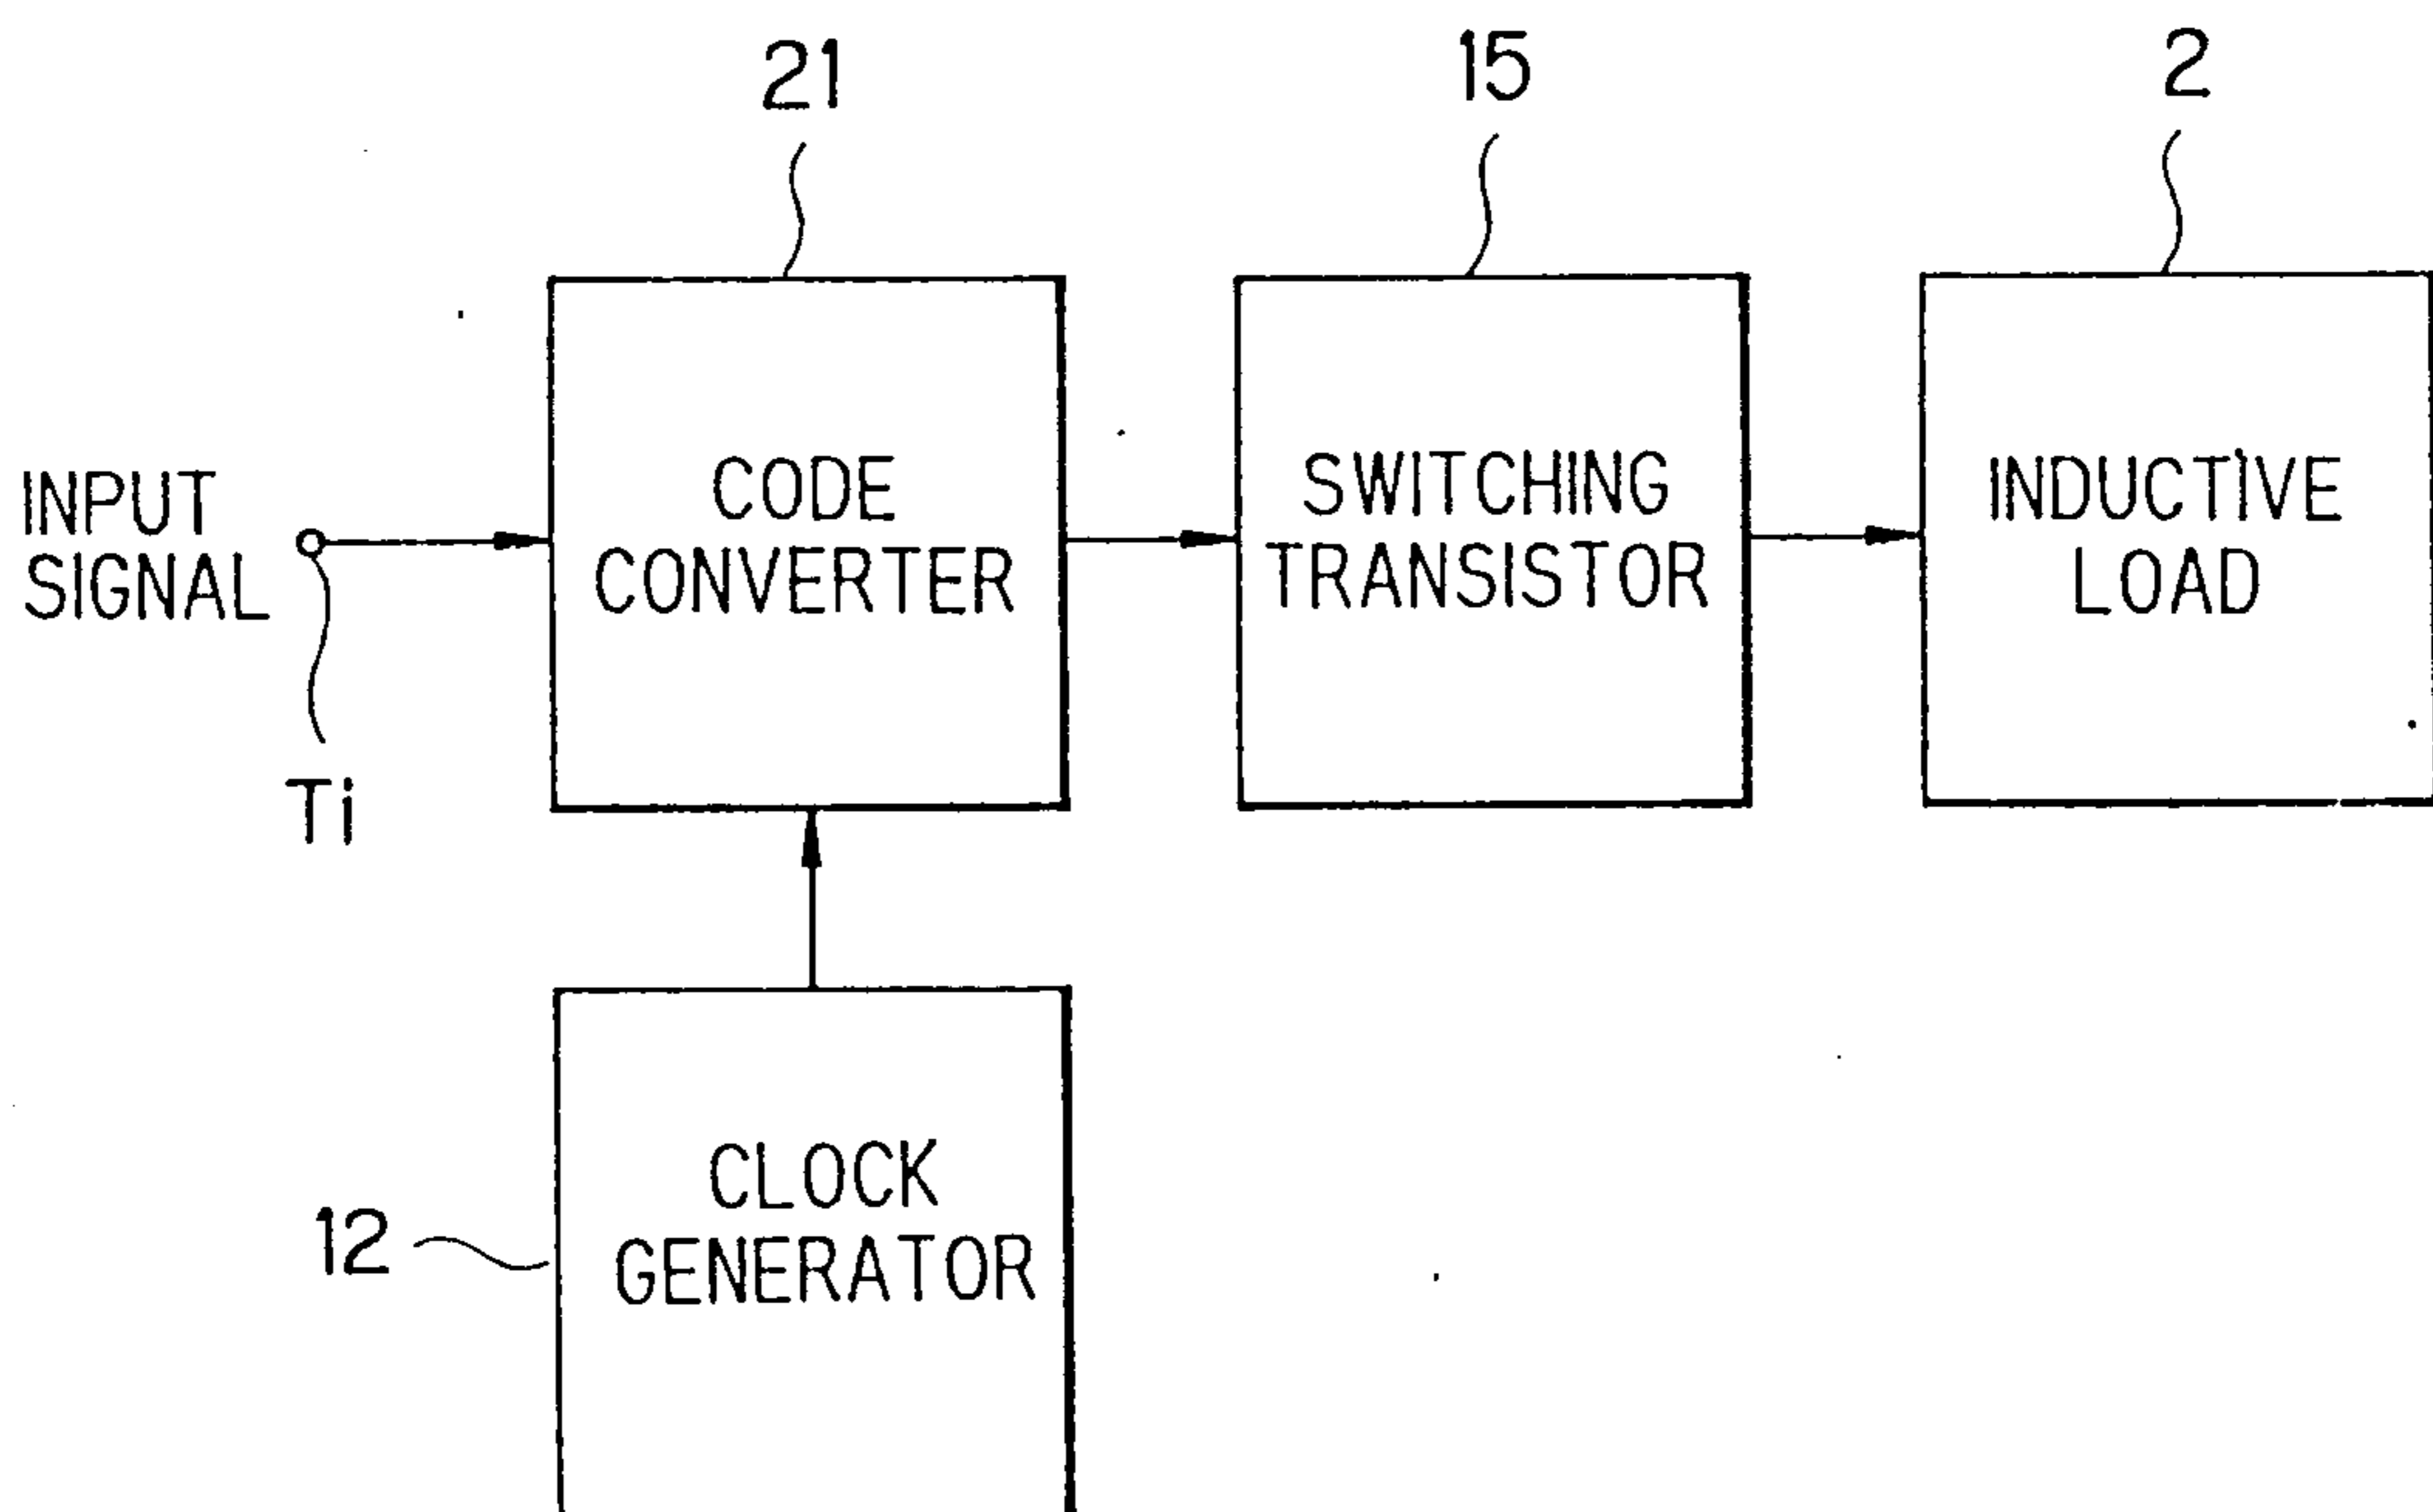 21
15
2
INPUT
SIGNAL
Ti
CODE
CONVERTER
SWITCHING
TRANSISTOR
INDUCTIVE
LOAD
12
CLOCK
GENERATOR